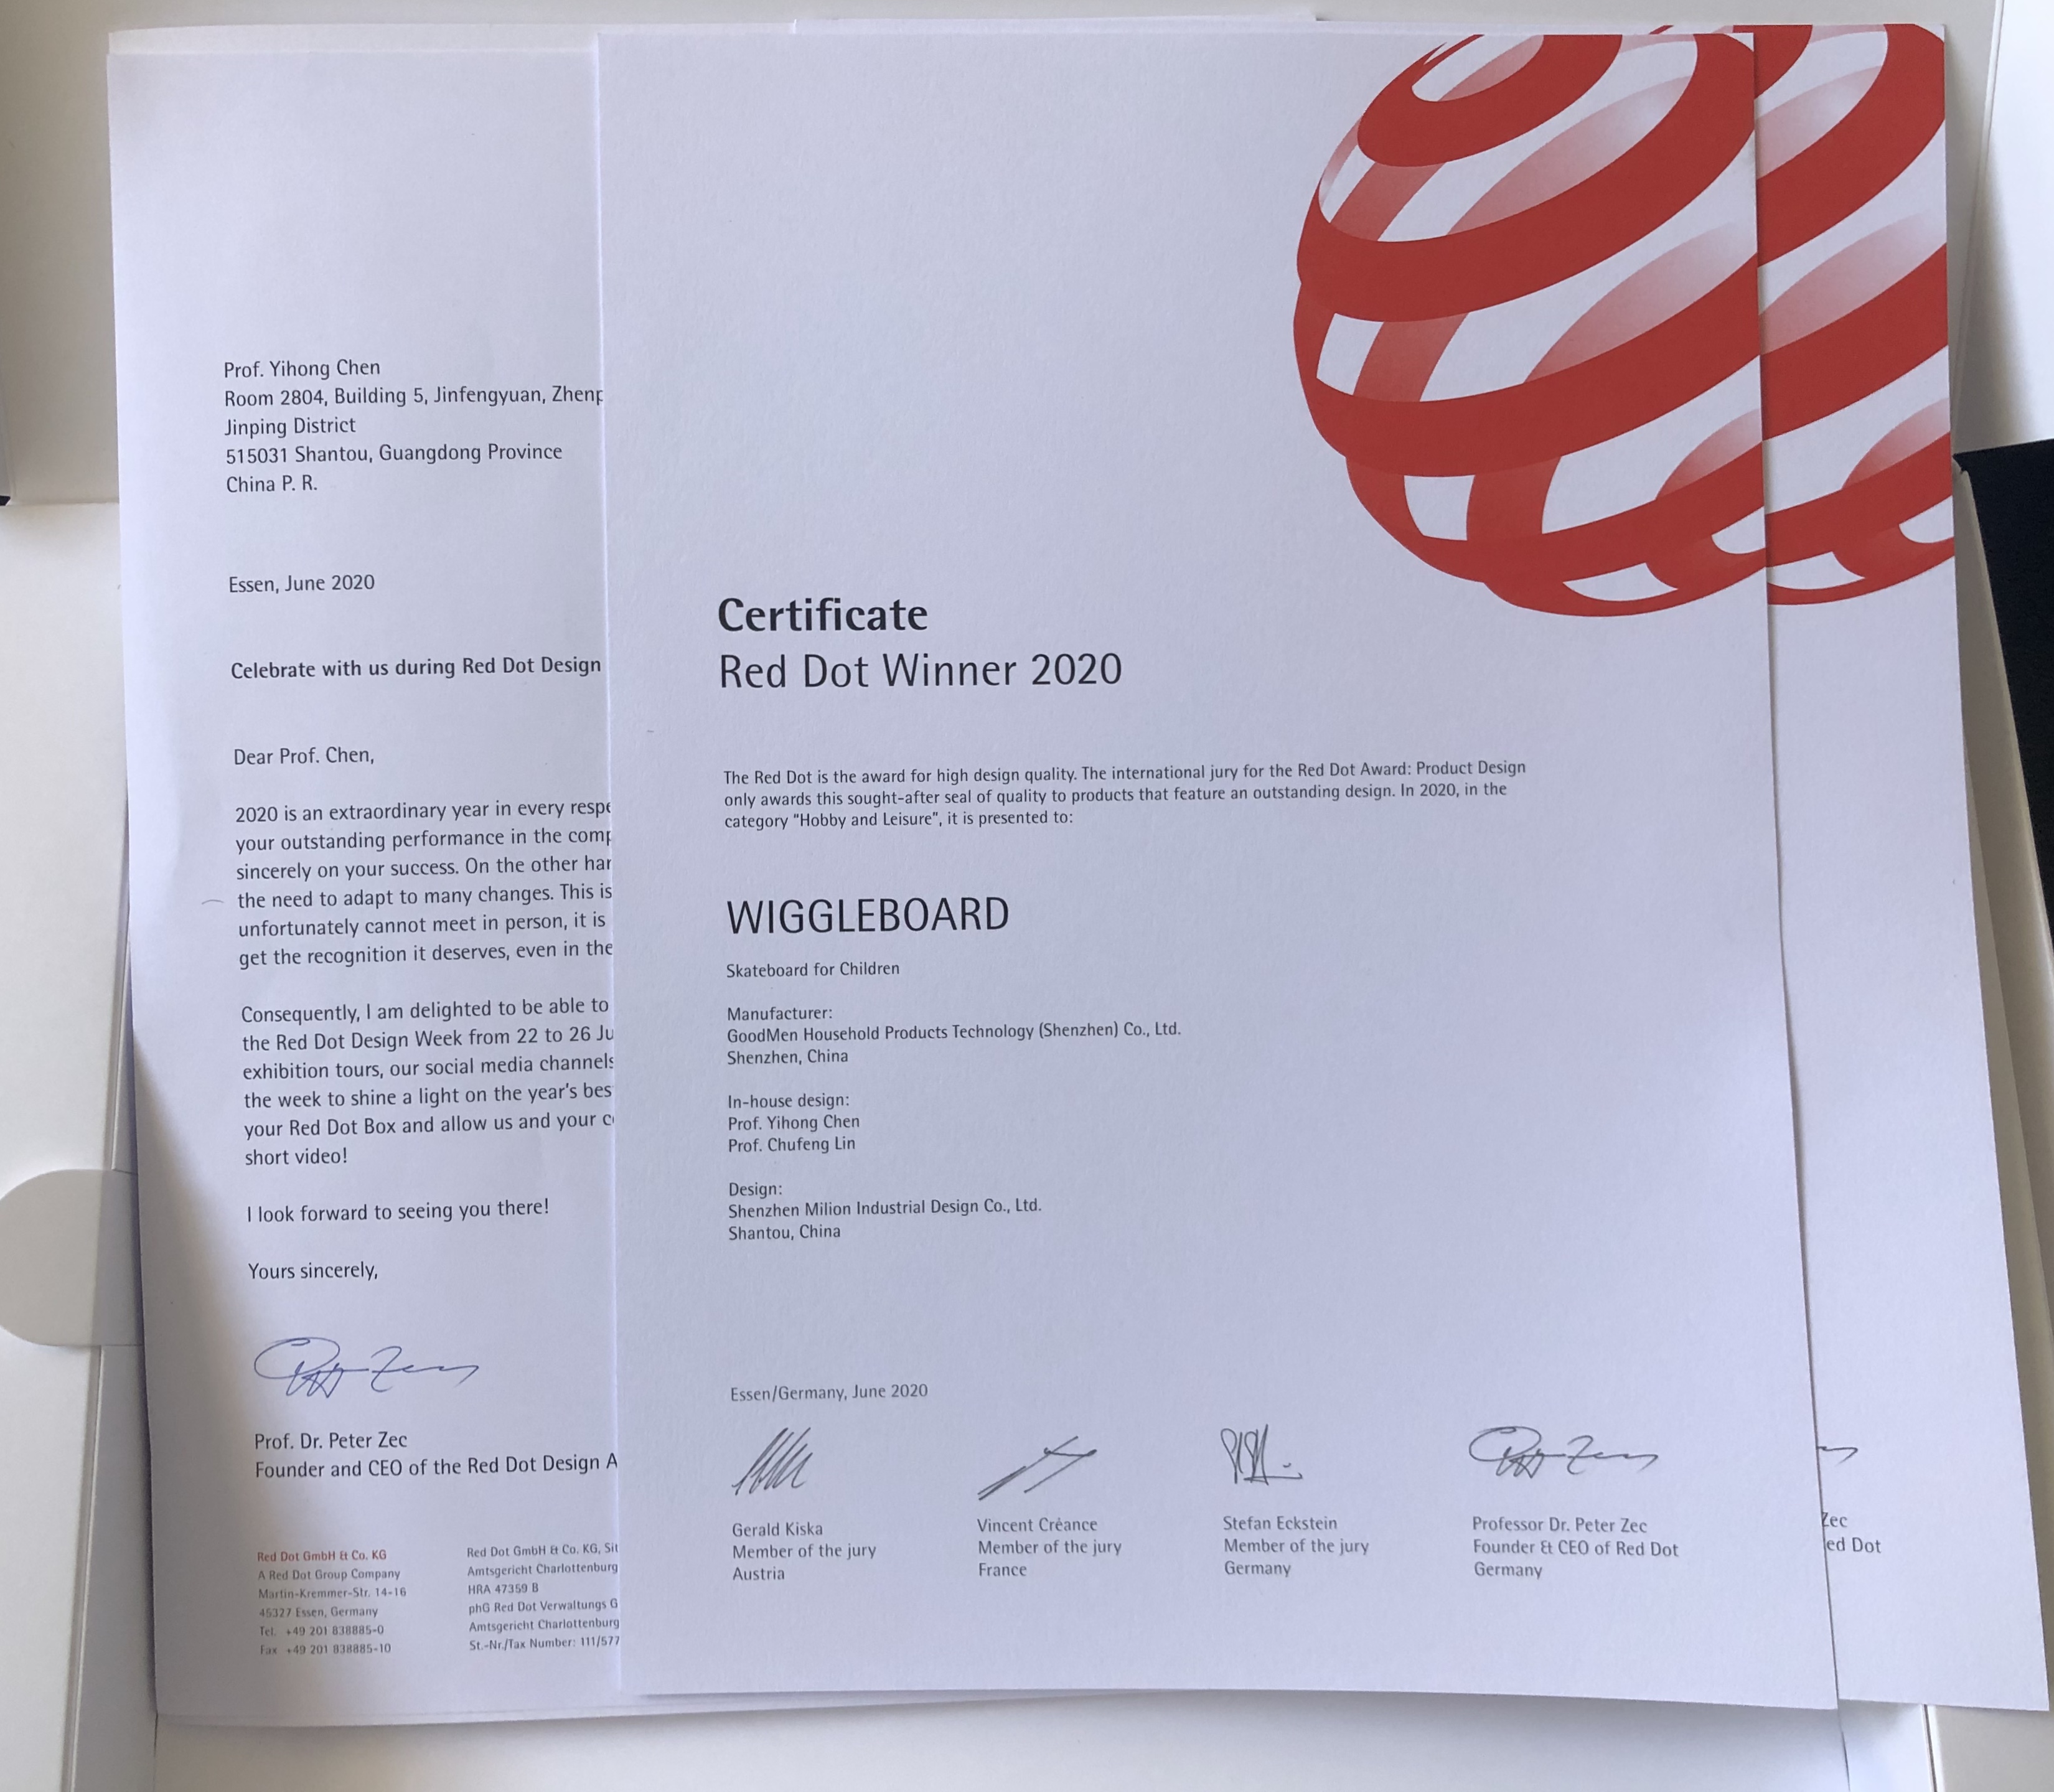 Prof. Yihong Chen
Room 2804, Building 5, Jinfengyuan,
Jinping District
515031 Shantou, Guangdong Province
China P. R.
Essen, June 2020
Celebrate with us during Red Dot Design
Dear Prof. Chen,
2020 is an extraordinary year in every
your outstanding performance in the
sincerely on your success. On the other
the need to adapt to many changes. This is
unfortunately cannot meet in person, it is
get the recognition it deserves, even in the
Consequently, I am delighted to be able to
the Red Dot Design Week from 22 to 26
exhibition tours, our social media channels
the week to shine a light on the year's
your Red Dot Box and allow us and your
short video!
I look forward to seeing you there!
Yours sincerely,
Prof. Dr. Peter Zec
Founder and CEO of the Red Dot Design
Red Dot GmbH & Co. KG
A Red Dot Group Company
Martin-Kremmer-Str. 14-16
45327 Essen, Germany
Tel. +49 201 838885-0
Fax +49 201 838885-10
Red Dot GmbH & Co. KG,
Amtsgericht Charlottenburg
HRA 47359 B
phG Red Dot Verwaltungs
Amtsgericht Charlottenburg
St.-Nr./Tax Number: 111/577
Certificate
Red Dot Winner 2020
The Red Dot is the award for high design quality. The international jury for the Red Dot Award: Product Design
only awards this sought-after seal of quality to products that feature an outstanding design. In 2020, in the
category "Hobby and Leisure", it is presented to:
WIGGLEBOARD
Skateboard for Children
Manufacturer:
GoodMen Household Products Technology (Shenzhen) Co., Ltd.
Shenzhen, China
In-house design:
Prof. Yihong Chen
Prof. Chufeng Lin
Design:
Shenzhen Milion Industrial Design Co., Ltd.
Shantou, China
Essen/Germany, June 2020
Gerald Kiska
Member of the jury
Austria
Vincent Créance
Member of the jury
France
Stefan Eckstein
Member of the jury
Germany
Professor Dr. Peter Zec
Founder & CEO of Red Dot
Germany
Zec
ed Dot